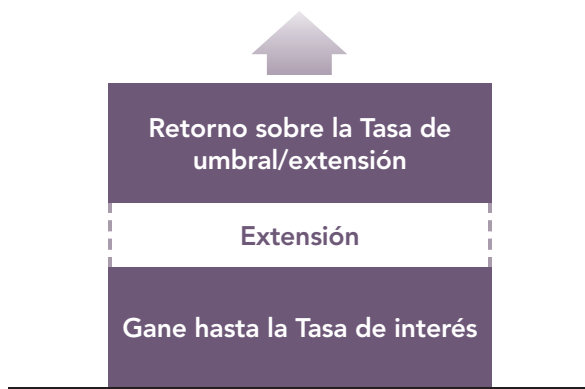 Retorno sobre la Tasa de
umbral/extensión
Extensión
Gane hasta la Tasa de interés